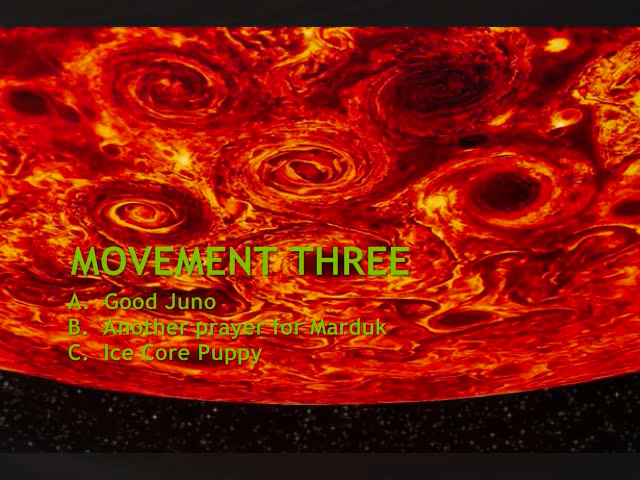 MOVEMENT THREE
A. Good Juno
B. Another prayer for Marduk
C. Ice Core Puppy